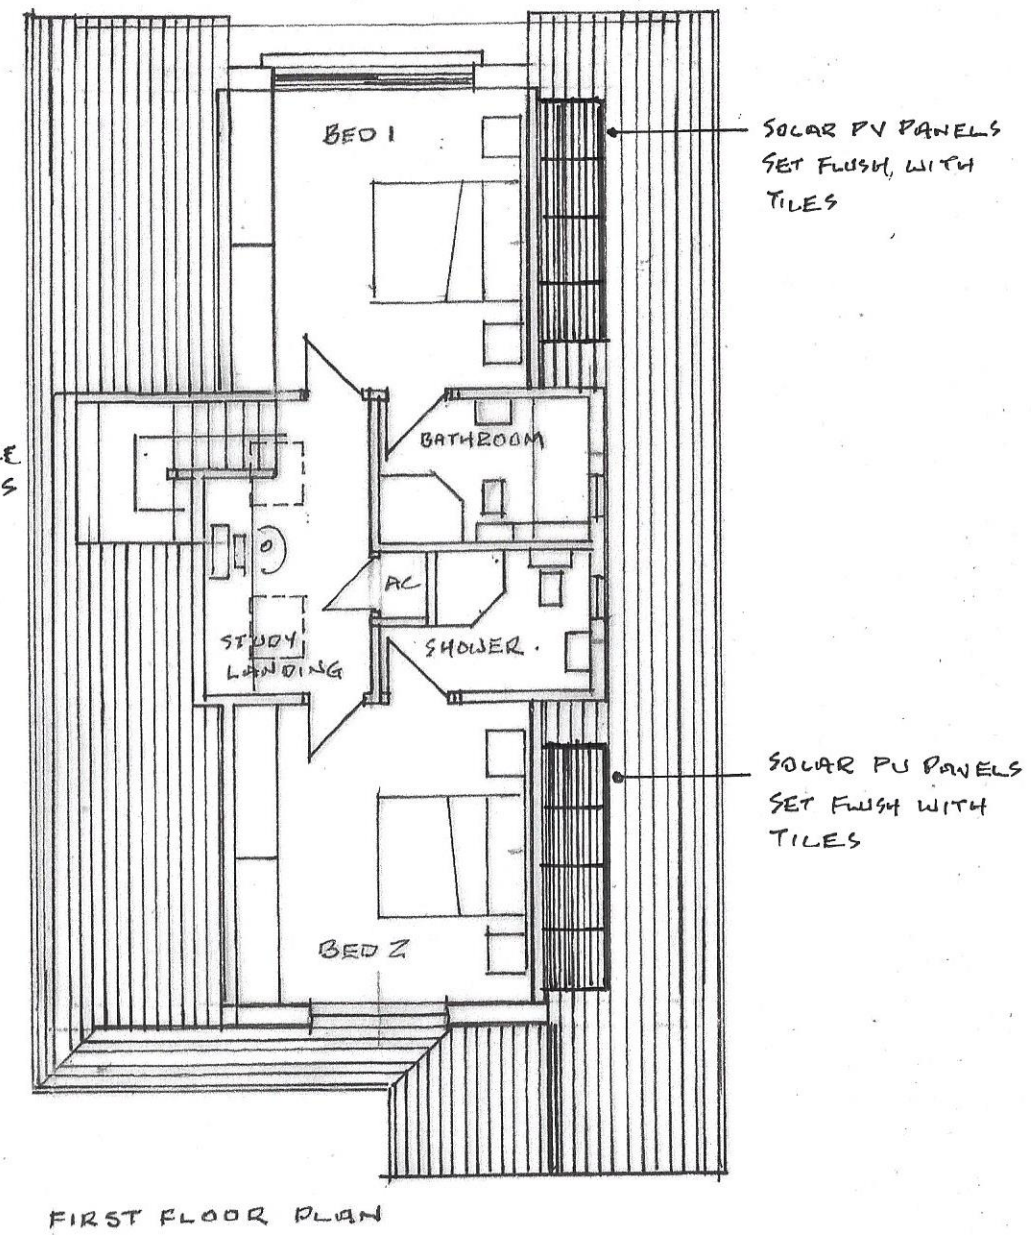 BED 1
SOLAR PV PANELS
SET FLUSH, WITH
TILES
BATHROOM
E
S
AC
STUDY
LANDING
SHOWER.
SOLAR PV PANELS
SET FLUSH WITH
TILES
BED 2
FIRST FLOOR PLAN